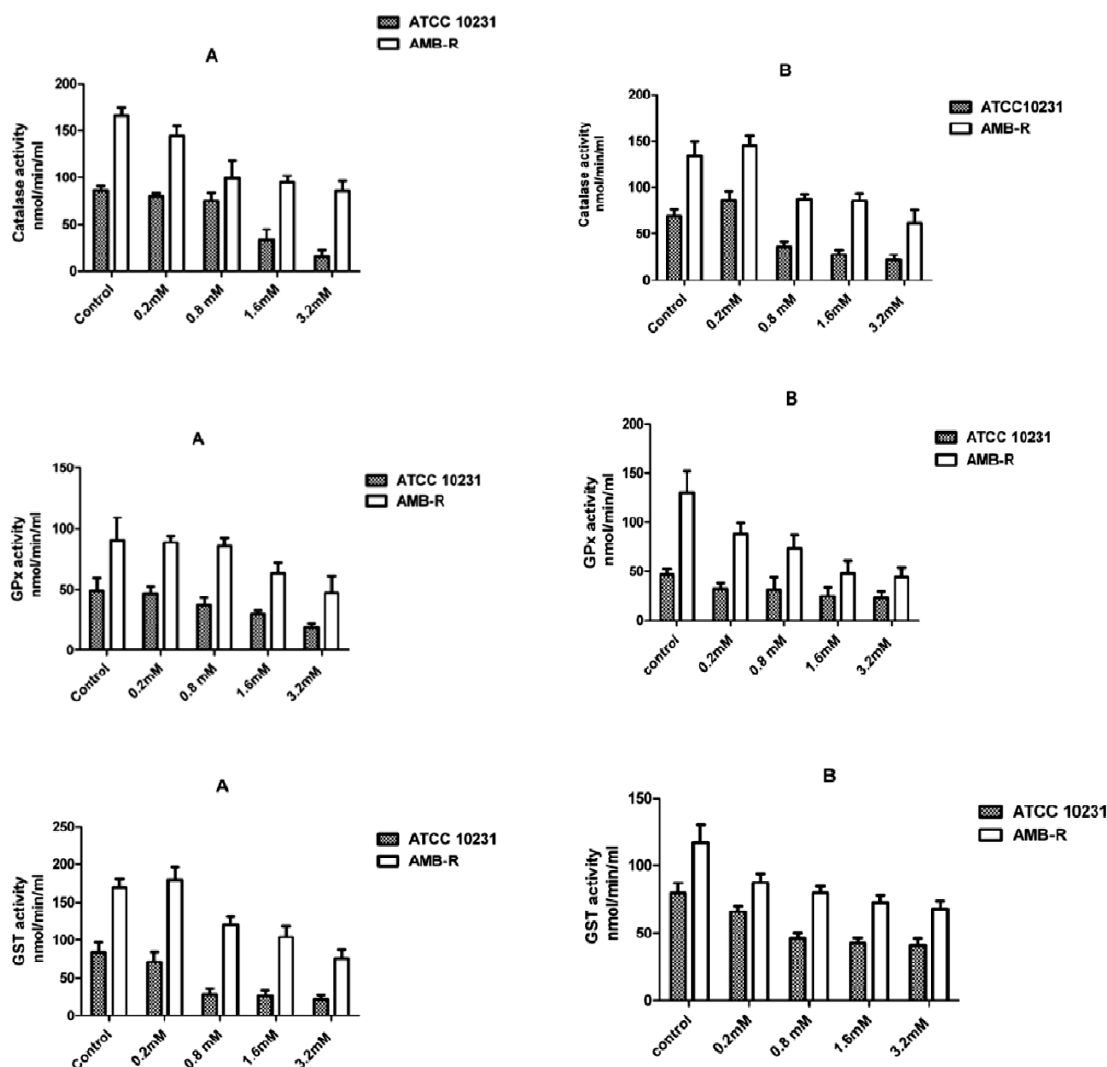 ATCC 10231
AMB-R
A
Catalase activity
nmol/min/ml
200
150
100
50
0
Control
0.2mM
0.8 mM
1.6mM
3.2mM
B
ATCC10231
AMB-R
Catalase activity
nmol/min/ml
200
150
100
50
0
Control
0.2mM
0.8 mM
1.6mM
3.2mM
A
ATCC 10231
AMB-R
GPx activity
nmol/min/ml
150
100
50
0
Control
0.2mM
0.8 mM
1.6mM
3.2mM
B
ATCC 10231
AMB-R
GPx activity
nmol/min/ml
200
150
100
50
0
control
0.2mM
0.8 mM
1.6mM
3.2mM
A
ATCC 10231
AMB-R
GST activity
nmol/min/ml
250
200
150
100
50
0
Control
0.2mM
0.8 mM
1.6mM
3.2mM
B
ATCC 10231
AMB-R
GST activity
nmol/min/ml
150
100
50
0
control
0.2mM
0.8 mM
1.6mM
3.2mM